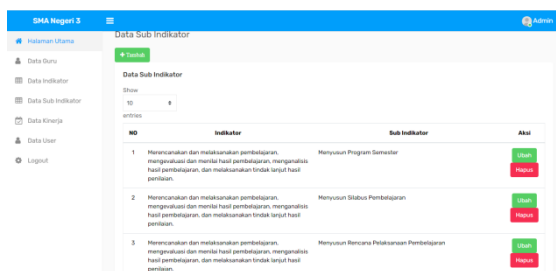 SMA Negeri 3
Admin
Halaman Utama
Data Guru
Data Indikator
Data Sub Indikator
Data Kinerja
Data User
Logout
Data Sub Indikator
+ Tambah
Data Sub Indikator
Show
10
entries
NO Indikator Sub Indikator Aksi
1 Merencanakan dan melaksanakan pembelajaran, Menyusun Program Semester Ubah
mengevaluasi dan menilai hasil pembelajaran, menganalisis
hasil pembelajaran, dan melaksanakan tindak lanjut hasil Hapus
penilaian.
2 Merencanakan dan melaksanakan pembelajaran, Menyusun Silabus Pembelajaran Ubah
mengevaluasi dan menilai hasil pembelajaran, menganalisis
hasil pembelajaran, dan melaksanakan tindak lanjut hasil Hapus
penilaian.
3 Merencanakan dan melaksanakan pembelajaran, Menyusun Rencana Pelaksanaan Pembelajaran Ubah
mengevaluasi dan menilai hasil pembelajaran, menganalisis
hasil pembelajaran, dan melaksanakan tindak lanjut hasil Hapus
penilaian.